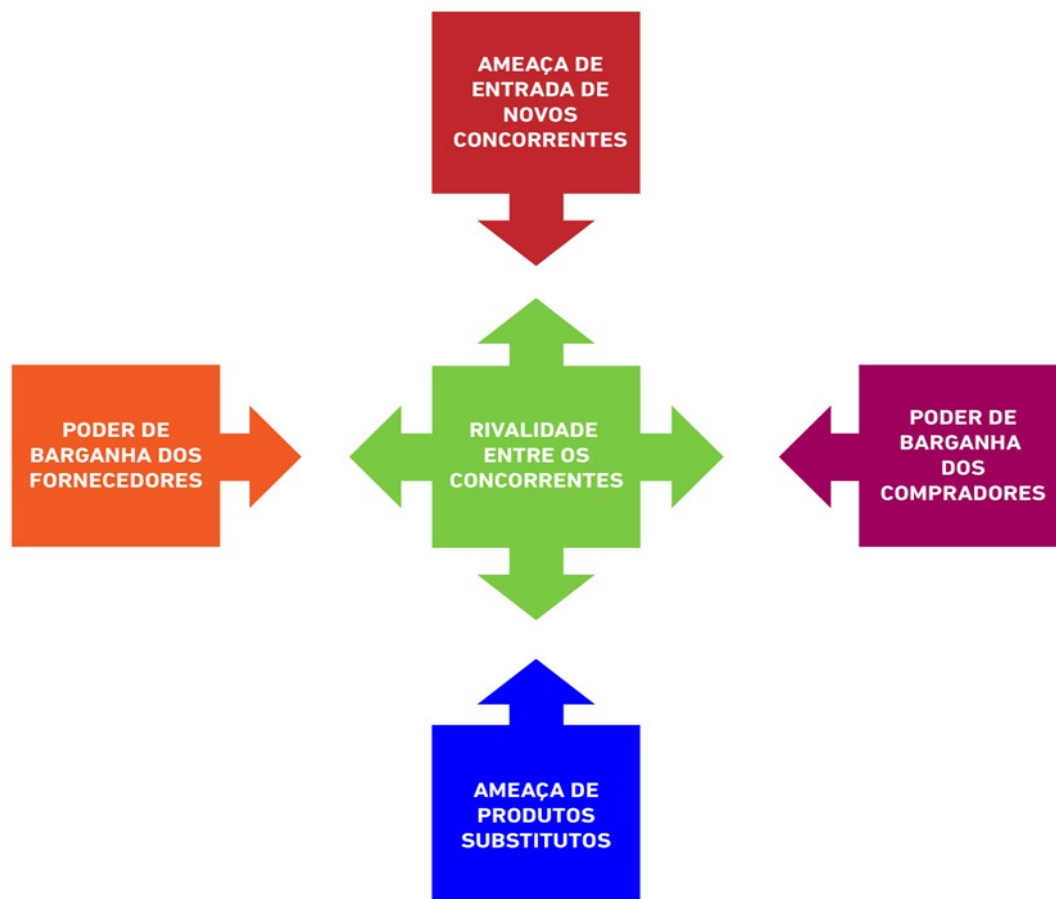 AMEAÇA DE
ENTRADA DE
NOVOS
CONCORRENTES
PODER DE
BARGANHA DOS
FORNECEDORES
RIVALIDADE
ENTRE OS
CONCORRENTES
PODER DE
BARGANHA
DOS
COMPRADORES
AMEAÇA DE
PRODUTOS
SUBSTITUTOS